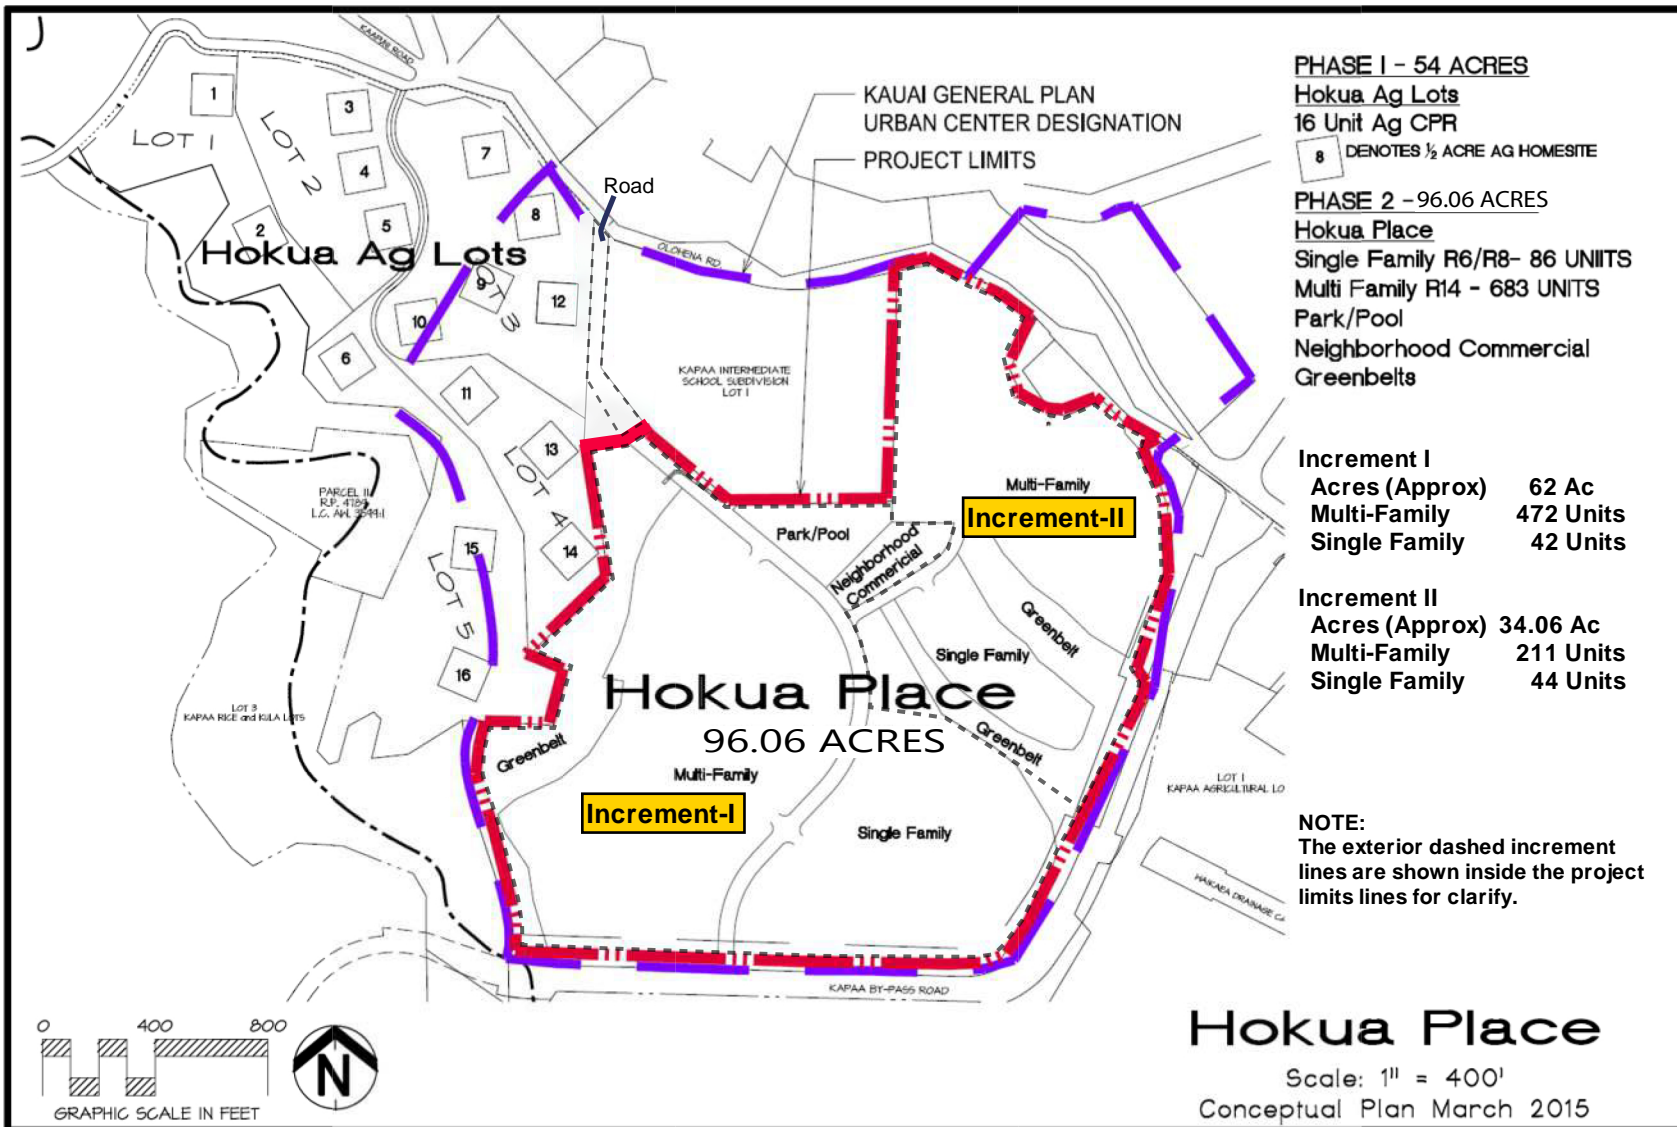 KAAPUNI ROAD
1
LOT 1
LOT 2
3
4
5
2
7
8
Road
Hokua Ag Lots
9
LOT 3
10
12
6
11
13
LOT 4
14
15
LOT 5
16
OLOHENA RD
KAUAI GENERAL PLAN
URBAN CENTER DESIGNATION
PROJECT LIMITS
KAPAA INTERMEDIATE
SCHOOL SUBDIVISION
LOT 1
PARCEL 11
R.P. 4789
LOT 3
KAPAA RICE and KULA LOTS
Multi-Family
Increment-II
Park/Pool
Neighborhood
Commericial
Greenbelt
Single Family
Hokua Place
96.06 ACRES
Greenbelt
Greenbelt
Multi-Family
Increment-I
Single Family
LOT 1
KAPAA AGRICULTURAL LO
WAIKAEA DRAINAGE CA
KAPAA BY-PASS ROAD
PHASE I - 54 ACRES
Hokua Ag Lots
16 Unit Ag CPR
8 DENOTES ½ ACRE AG HOMESITE
PHASE 2 - 96.06 ACRES
Hokua Place
Single Family R6/R8- 86 UNIITS
Multi Family R14 - 683 UNITS
Park/Pool
Neighborhood Commercial
Greenbelts
Increment I
Acres (Approx) 62 Ac
Multi-Family 472 Units
Single Family 42 Units
Increment II
Acres (Approx) 34.06 Ac
Multi-Family 211 Units
Single Family 44 Units
NOTE:
The exterior dashed increment
lines are shown inside the project
limits lines for clarify.
0 400 800
GRAPHIC SCALE IN FEET
N
Hokua Place
Scale: 1" = 400'
Conceptual Plan March 2015